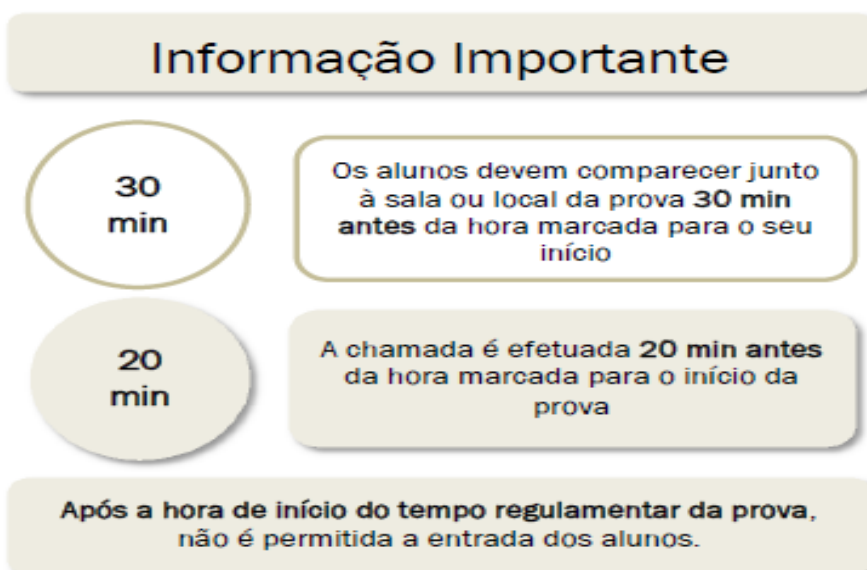 Informação Importante
30
min
Os alunos devem comparecer junto
à sala ou local da prova 30 min
antes da hora marcada para o seu
início
20
min
A chamada é efetuada 20 min antes
da hora marcada para o início da
prova
Após a hora de início do tempo regulamentar da prova,
não é permitida a entrada dos alunos.